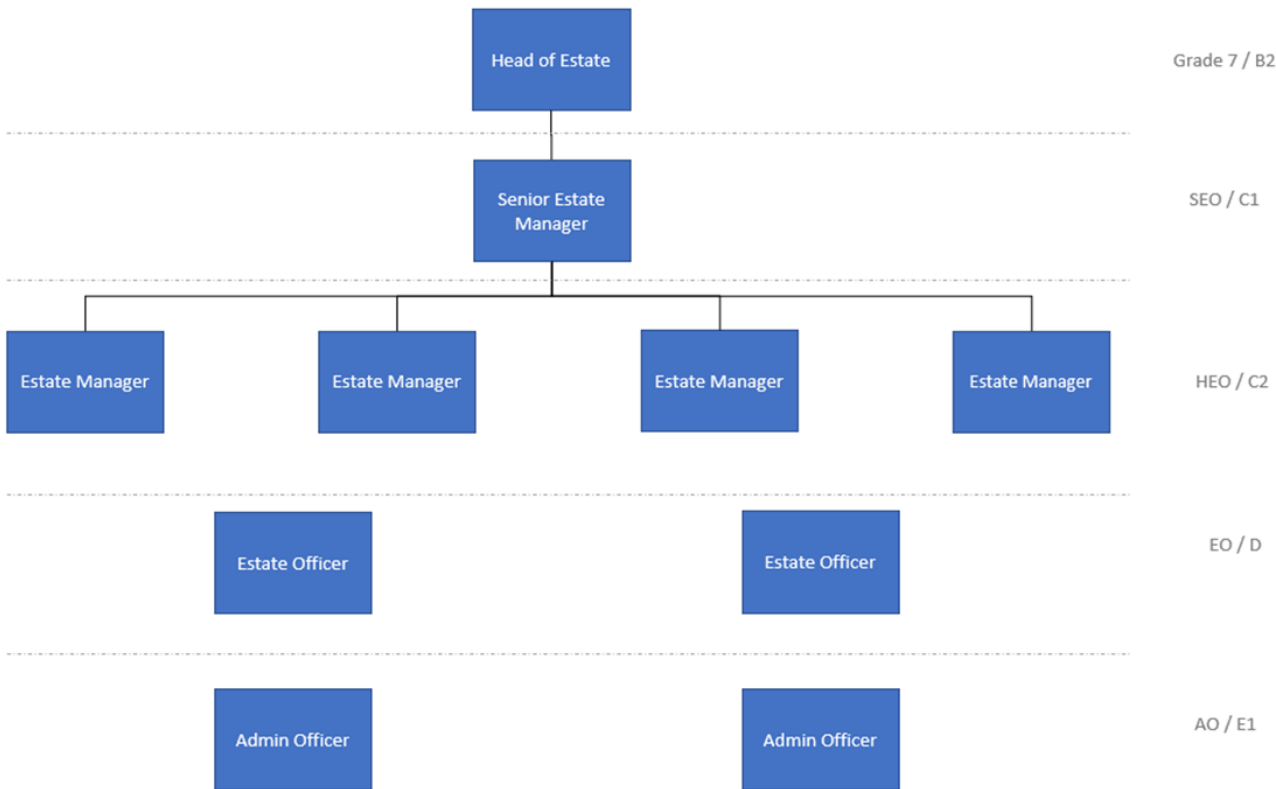 Head of Estate
Grade 7 / B2
Senior Estate
Manager
SEO / C1
Estate Manager
Estate Manager
Estate Manager
Estate Manager
HEO / C2
Estate Officer
Estate Officer
EO / D
Admin Officer
Admin Officer
AO / E1